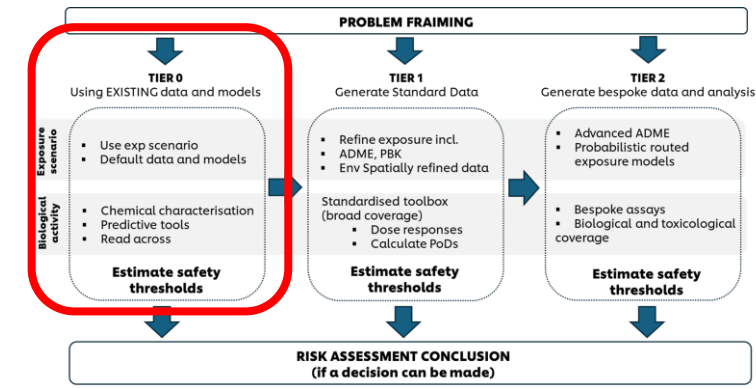 PROBLEM FRAIMING
TIER 0
Using EXISTING data and models
TIER 1
Generate Standard Data
TIER 2
Generate bespoke data and analysis
Exposure
scenario
▪ Use exp scenario
▪ Default data and models
▪ Refine exposure incl.
▪ ADME, PBK
▪ Env Spatially refined data
▪ Advanced ADME
▪ Probabilistic routed
exposure models
Biological
activity
▪ Chemical characterisation
▪ Predictive tools
▪ Read across
Standardised toolbox
(broad coverage)
▪ Dose responses
▪ Calculate PoDs
▪ Bespoke assays
▪ Biological and toxicological
coverage
Estimate safety
thresholds
Estimate safety
thresholds
Estimate safety
thresholds
RISK ASSESSMENT CONCLUSION
(if a decision can be made)